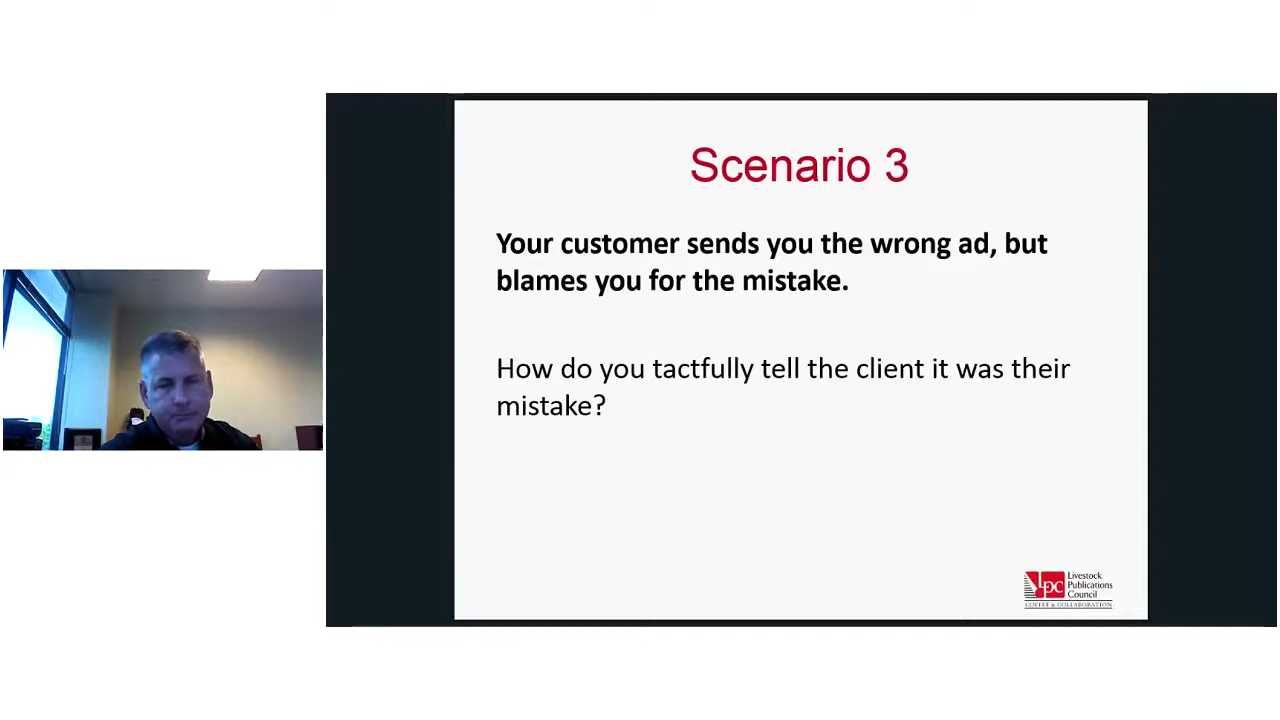 Scenario 3
Your customer sends you the wrong ad, but
blames you for the mistake.
How do you tactfully tell the client it was their
mistake?
LPC
Livestock
Publications
Council
COFFEE & COLLABORATION